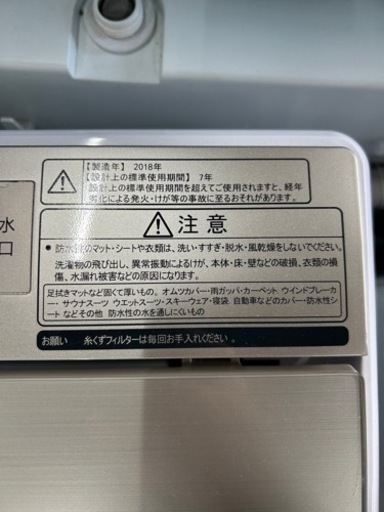 【製造年】 2018年
【設計上の標準使用期間】 7年
設計上の標準使用期間を超えてご使用されますと、経年
劣化による発火・けが等の事故に至るおそれがあります。
注意
• 防水性のマット・シートや衣類は、洗い・すすぎ・脱水・風乾燥をしないでください。
洗濯物の飛び出し、異常振動によるけが、本体・床・壁などの破損、衣類の損
傷、水漏れ被害などの原因になります。
足拭きマットなど固くて厚いもの。オムツカバー・雨ガッパ・カーペット ウインドブレーカ
ー・サウナスーツ ウエットスーツ・スキーウェア・寝袋、自動車などのカバー・防水性シ
ート などその他 防水性の水を通しにくいもの
お願い 糸くずフィルターは毎回お手入れください。
水
口